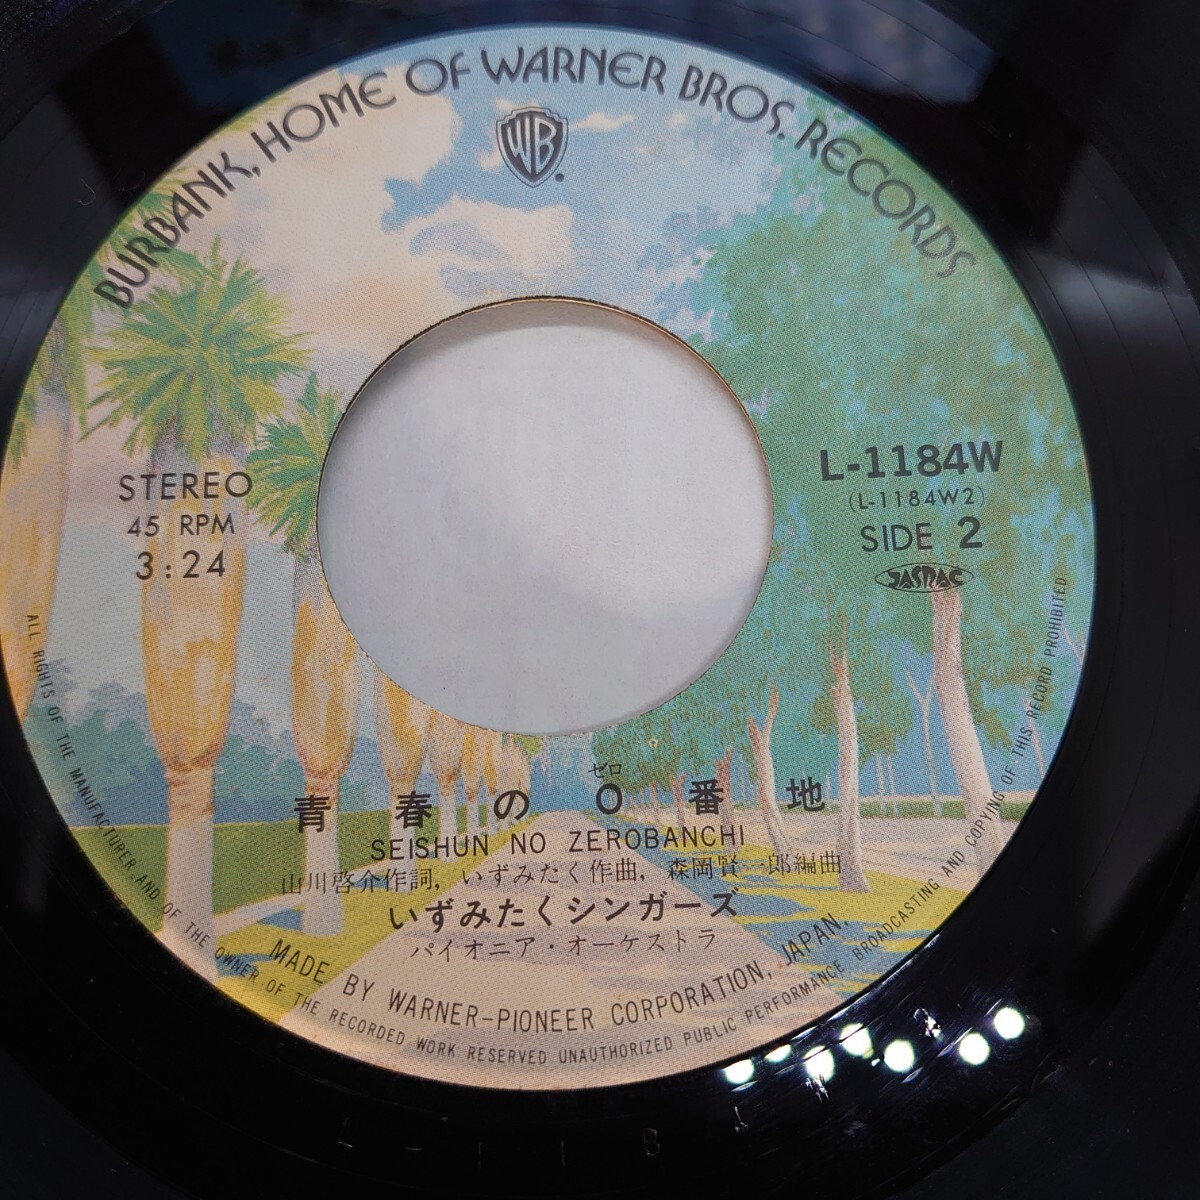 BURBANK, HOME OF WARNER BROS. RECORDS
WB
STEREO
45 RPM
3:24
L-1184W
(L-1184W2)
SIDE 2
JASRAC
ゼロ
青春の0番地
SEISHUN NO ZEROBANCHI
山川啓介作詞, いずみたく作曲, 森岡賢一郎編曲
いずみたくシンガーズ
パイオニア・オーケストラ
MADE BY WARNER-PIONEER CORPORATION, JAPAN.
ALL RIGHTS OF THE MANUFACTURER AND OF THE OWNER OF THE RECORDED WORK RESERVED UNAUTHORIZED PUBLIC PERFORMANCE BROADCASTING AND COPYING OF THIS RECORD PROHIBITED